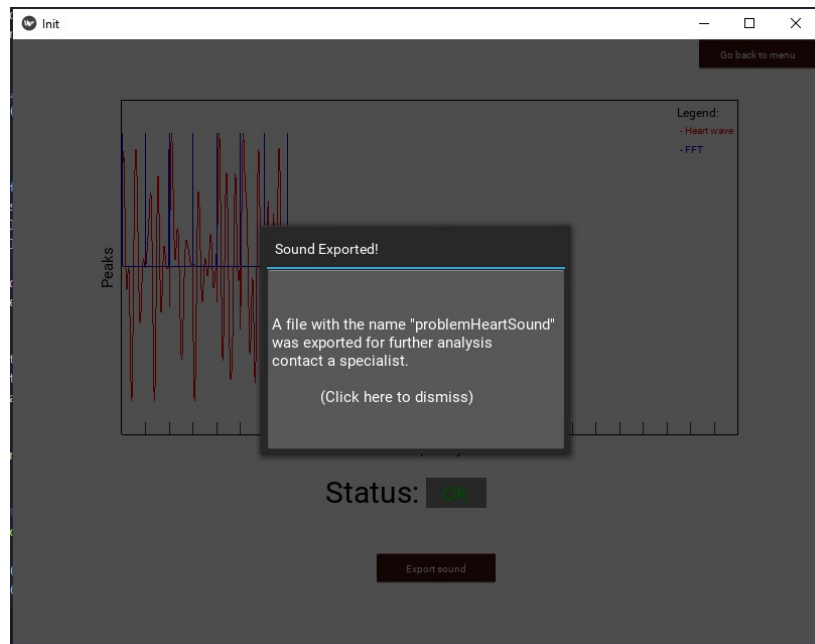 Init
Go back to menu
Legend:
- Heart wave
- FFT
Peaks
Sound Exported!
A file with the name "problemHeartSound"
was exported for further analysis
contact a specialist.
(Click here to dismiss)
Status: OK
Export sound